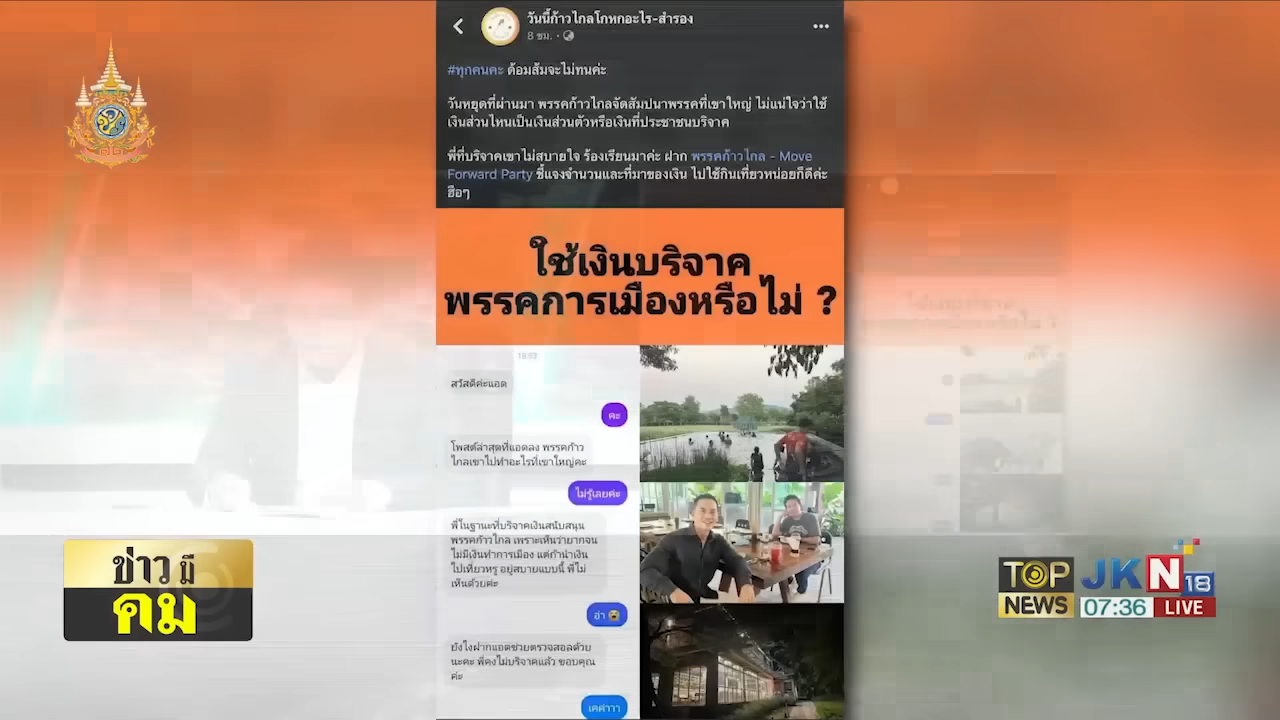 วันนี้ก้าวไกลโกหกอะไร-สำรอง
8 ชม.
#ทุกคนคะ ด้อมส้มจะไม่ทนค่ะ
วันหยุดที่ผ่านมา พรรคก้าวไกลจัดสัมปนาพรรคที่เขาใหญ่ ไม่แน่ใจว่าใช้
เงินส่วนไหนเป็นเงินส่วนตัวหรือเงินที่ประชาชนบริจาค
พี่ที่บริจาคเขาไม่สบายใจ ร้องเรียนมาค่ะ ฝาก พรรคก้าวไกล - Move
Forward Party ชี้แจงจำนวนและที่มาของเงิน ไปใช้กินเที่ยวหน่อยก็ดีค่ะ
ฮือๆ
ใช้เงินบริจาค
พรรคการเมืองหรือไม่ ?
16:03
สวัสดีค่ะแอด
คะ
โพสต์ล่าสุดที่แอดลง พรรคก้าว
ไกลเขาไปทำอะไรที่เขาใหญ่คะ
ไม่รู้เลยค่ะ
พี่ในฐานะที่บริจาคเงินสนับสนุน
พรรคก้าวไกล เพราะเห็นว่ายากจน
ไม่มีเงินทำการเมือง แต่ถ้านำเงิน
ไปเที่ยวหรู อยู่สบายแบบนี้ พี่ไม่
เห็นด้วยค่ะ
อ่า
ยังไงฝากแอดช่วยตรวจสอลด้วย
นะคะ พี่คงไม่บริจาคแล้ว ขอบคุณ
ค่ะ
เคค่าาา
ข่าวมี
คม
TOP
NEWS
JKN18
07:36 LIVE